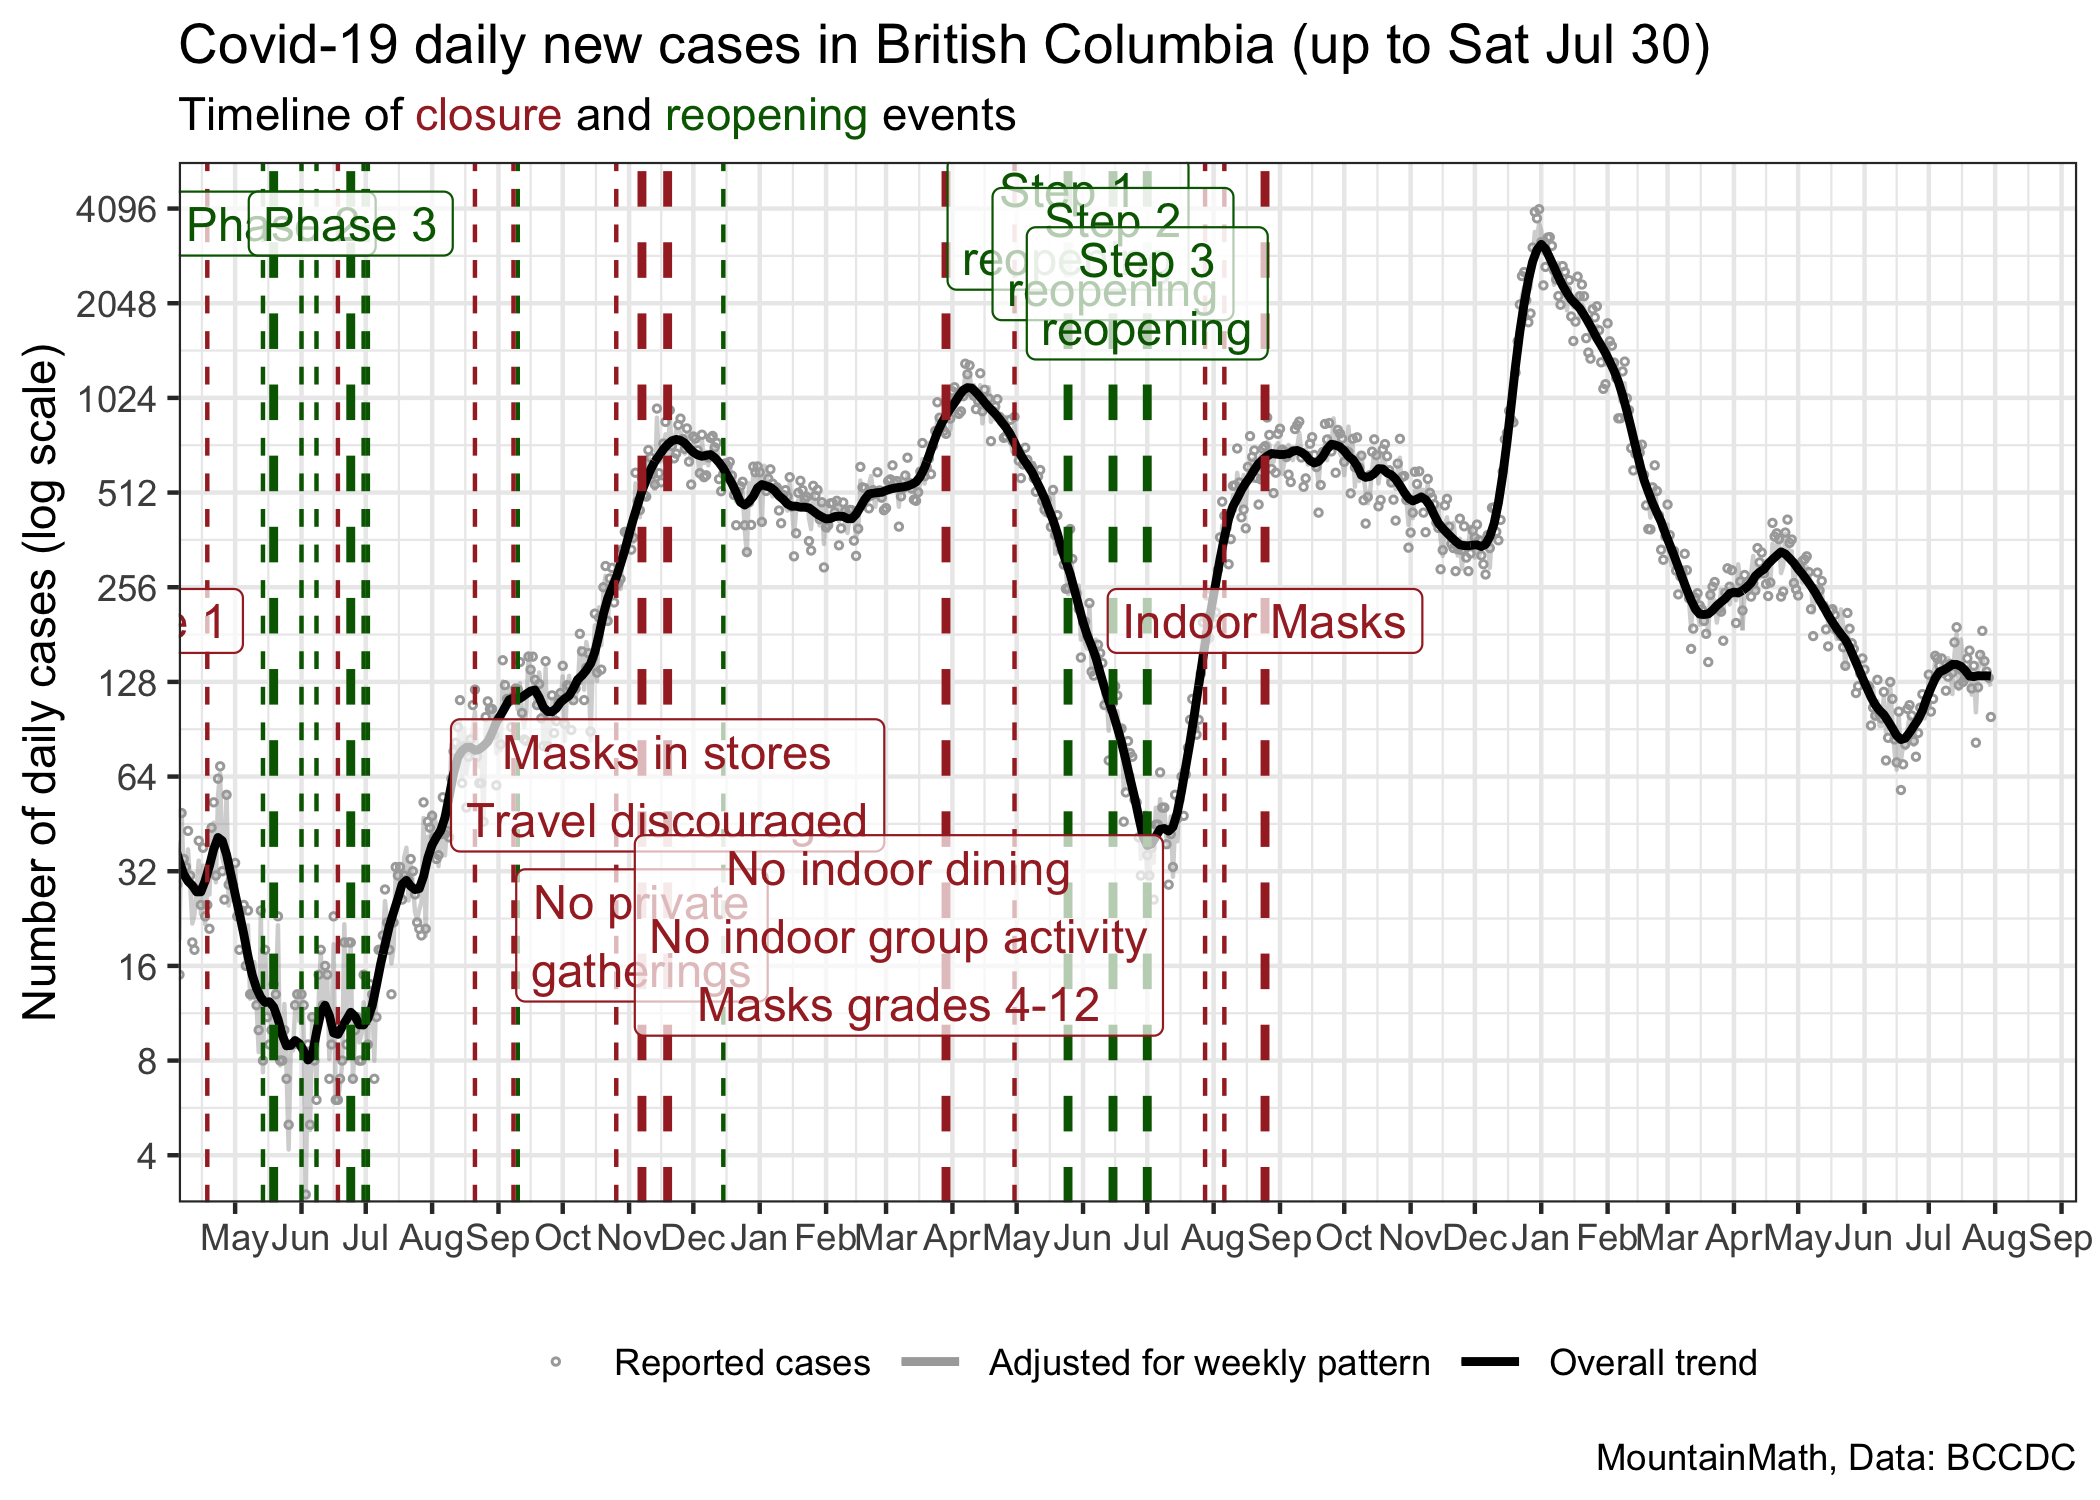 Covid-19 daily new cases in British Columbia (up to Sat Jul 30)
Timeline of closure and reopening events
Number of daily cases (log scale)
4096
2048
1024
512
256
128
64
32
16
8
4
Phase 3
Step 1
Step 2
reopening
Step 3
reopening
1
Indoor Masks
Masks in stores
Travel discouraged
No private
gatherings
No indoor dining
No indoor group activity
Masks grades 4-12
May Jun Jul Aug Sep Oct Nov Dec Jan Feb Mar Apr May Jun Jul Aug Sep Oct Nov Dec Jan Feb Mar Apr May Jun Jul Aug Sep
Reported cases Adjusted for weekly pattern Overall trend
MountainMath, Data: BCCDC